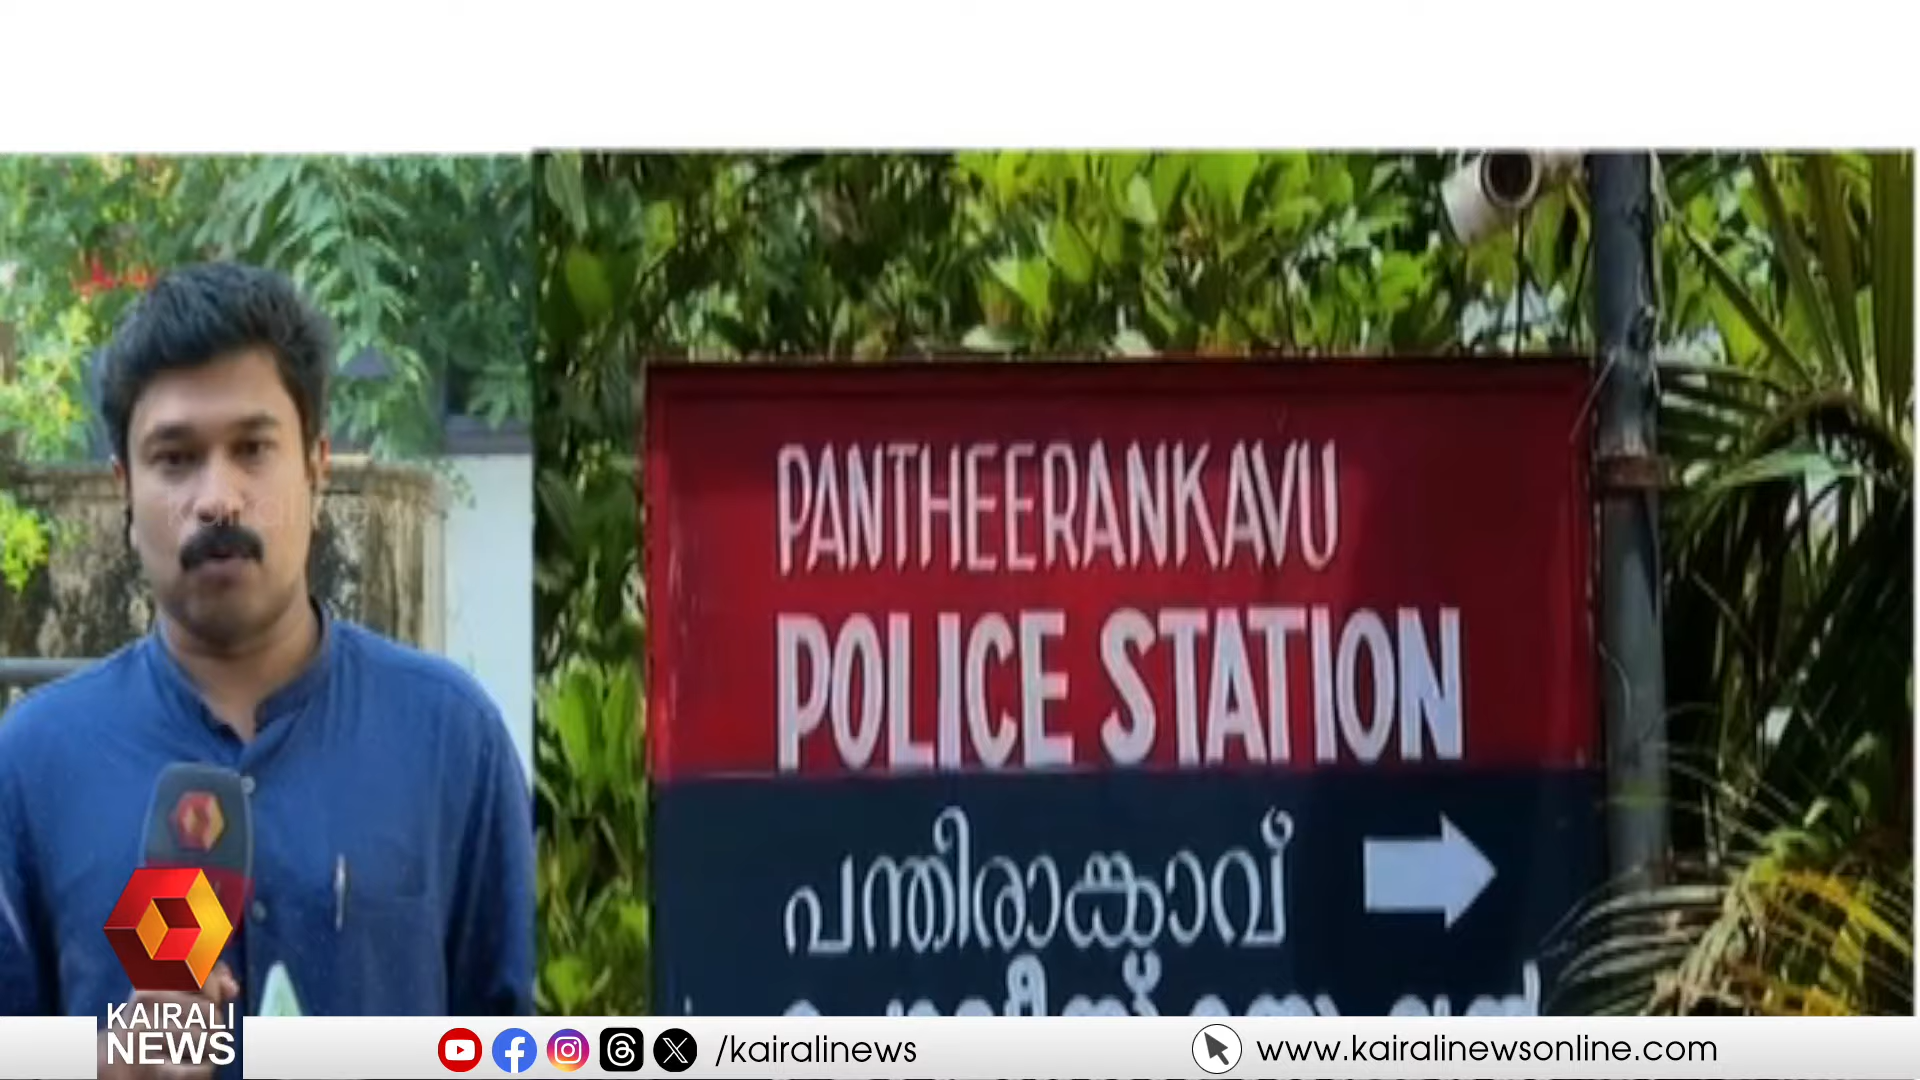 PANTHEERANKAVU
POLICE STATION
പന്തീരാങ്കാവ്
KAIRALI
NEWS
/kairalinews
www.kairalinewsonline.com